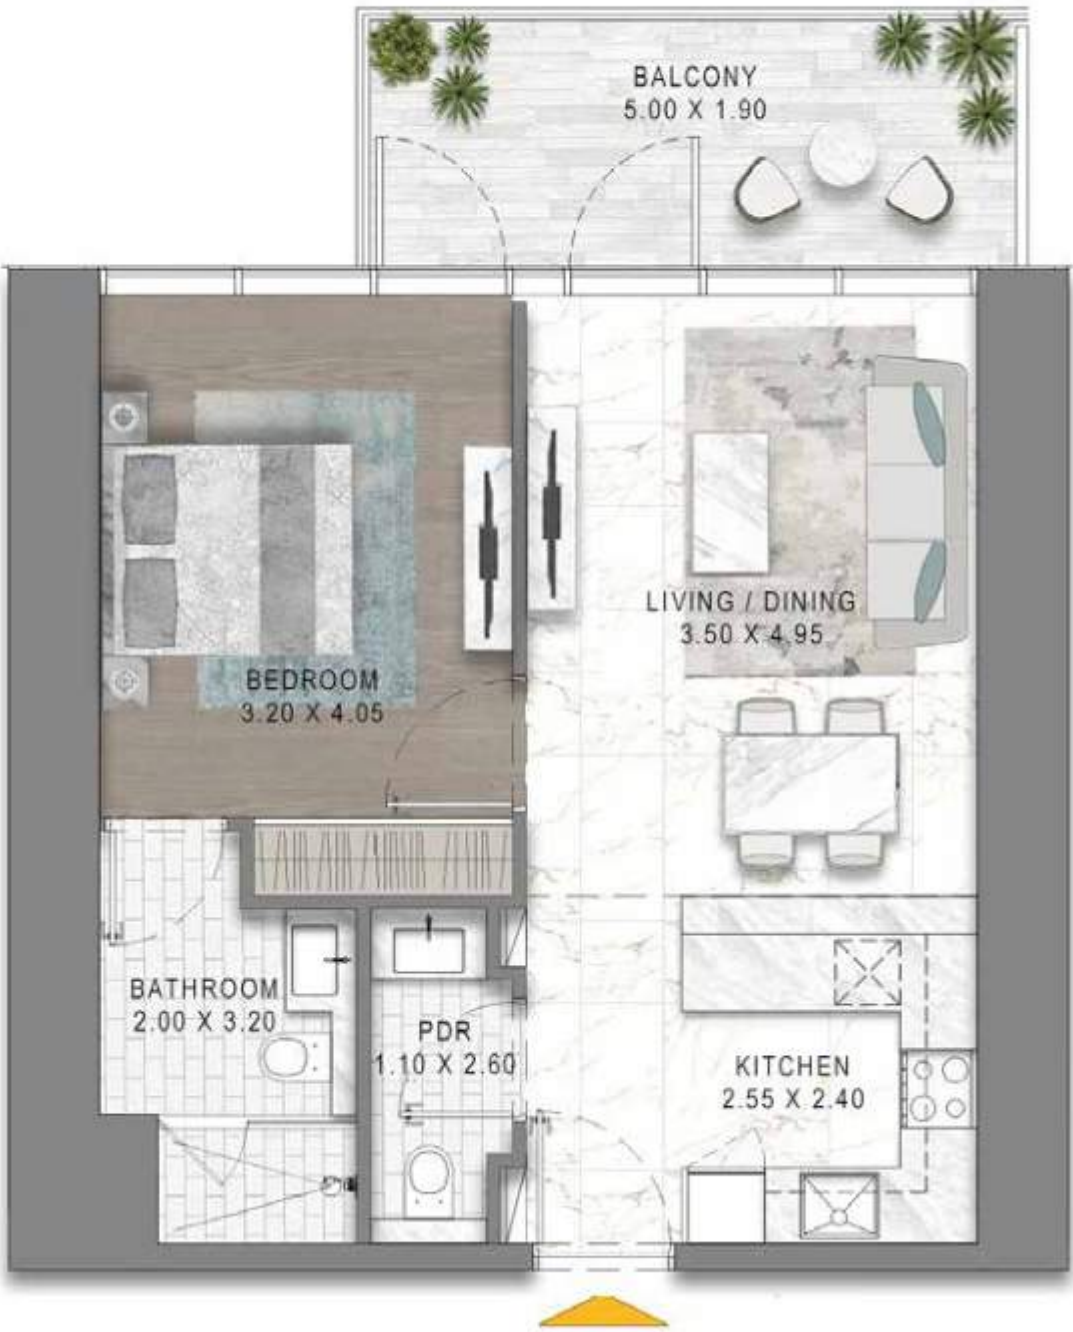 BALCONY
5.00 X 1.90
LIVING / DINING
3.50 X 4.95
BEDROOM
3.20 X 4.05
BATHROOM
2.00 X 3.20
PDR
1.10 X 2.60
KITCHEN
2.55 X 2.40